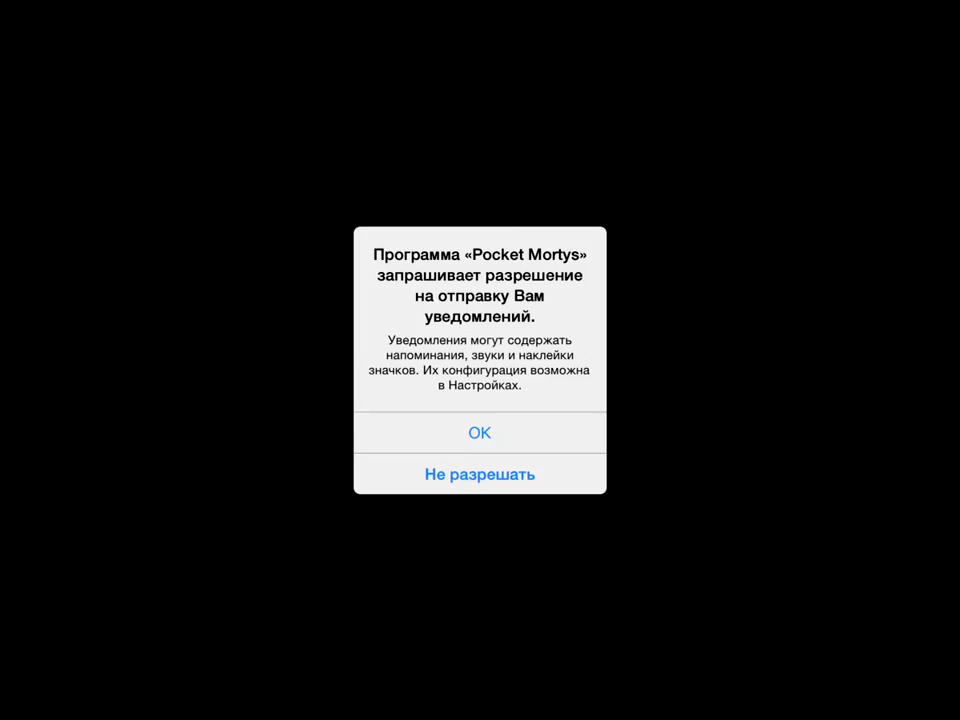 Программа «Pocket Mortys»
запрашивает разрешение
на отправку Вам
уведомлений.
Уведомления могут содержать
напоминания, звуки и наклейки
значков. Их конфигурация возможна
в Настройках.
ОК
Не разрешать